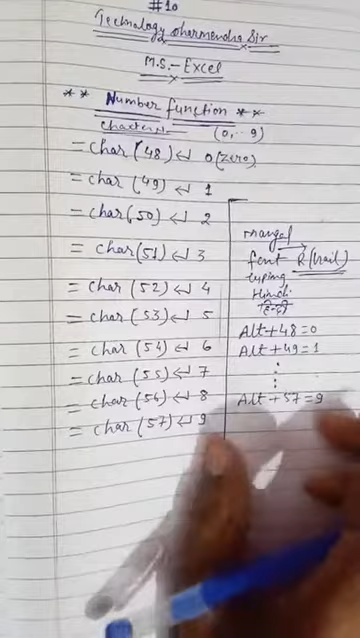 #10
Technology Dharmendra Sir
M.S.-Excel
** Number function **
Character (0,..9)
=char(48)↵ 0(zero)
=char(49)↵ 1
=char(50)↵ 2
=char(51)↵ 3
=char(52)↵ 4
=char(53)↵ 5
=char(54)↵ 6
=char(55)↵ 7
=char(56)↵ 8
=char(57)↵ 9
mangal
font
typing
Hindi
Alt+48=0
Alt+49=1
⋮
Alt+57=9